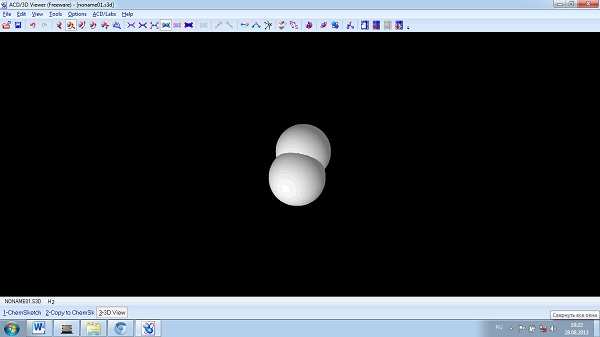 ACD/3D Viewer (Freeware) - [noname01.s3d]
File Edit View Tools Options ACD/Labs Help
NONAME01.S3D H2
1-ChemSketch 2-Copy to ChemSk 3-3D View
Свернуть все окна
RU 19:23
28.08.2013